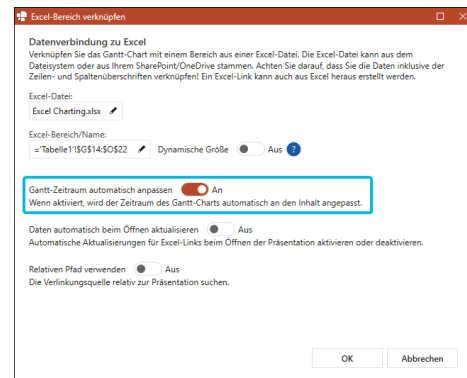 Excel-Bereich verknüpfen
Datenverbindung zu Excel
Verknüpfen Sie das Gantt-Chart mit einem Bereich aus einer Excel-Datei. Die Excel-Datei kann aus dem
Dateisystem oder aus Ihrem SharePoint/OneDrive stammen. Achten Sie darauf, dass Sie die Daten inklusive der
Zeilen- und Spaltenüberschriften verknüpfen! Ein Excel-Link kann auch aus Excel heraus erstellt werden.
Excel-Datei:
Excel Charting.xlsx
Excel-Bereich/Name:
='Tabelle1'!$G$14:$O$22 Dynamische Größe Aus ?
Gantt-Zeitraum automatisch anpassen An
Wenn aktiviert, wird der Zeitraum des Gantt-Charts automatisch an den Inhalt angepasst.
Daten automatisch beim Öffnen aktualisieren Aus
Automatische Aktualisierungen für Excel-Links beim Öffnen der Präsentation aktivieren oder deaktivieren.
Relativen Pfad verwenden Aus
Die Verlinkungsquelle relativ zur Präsentation suchen.
OK Abbrechen